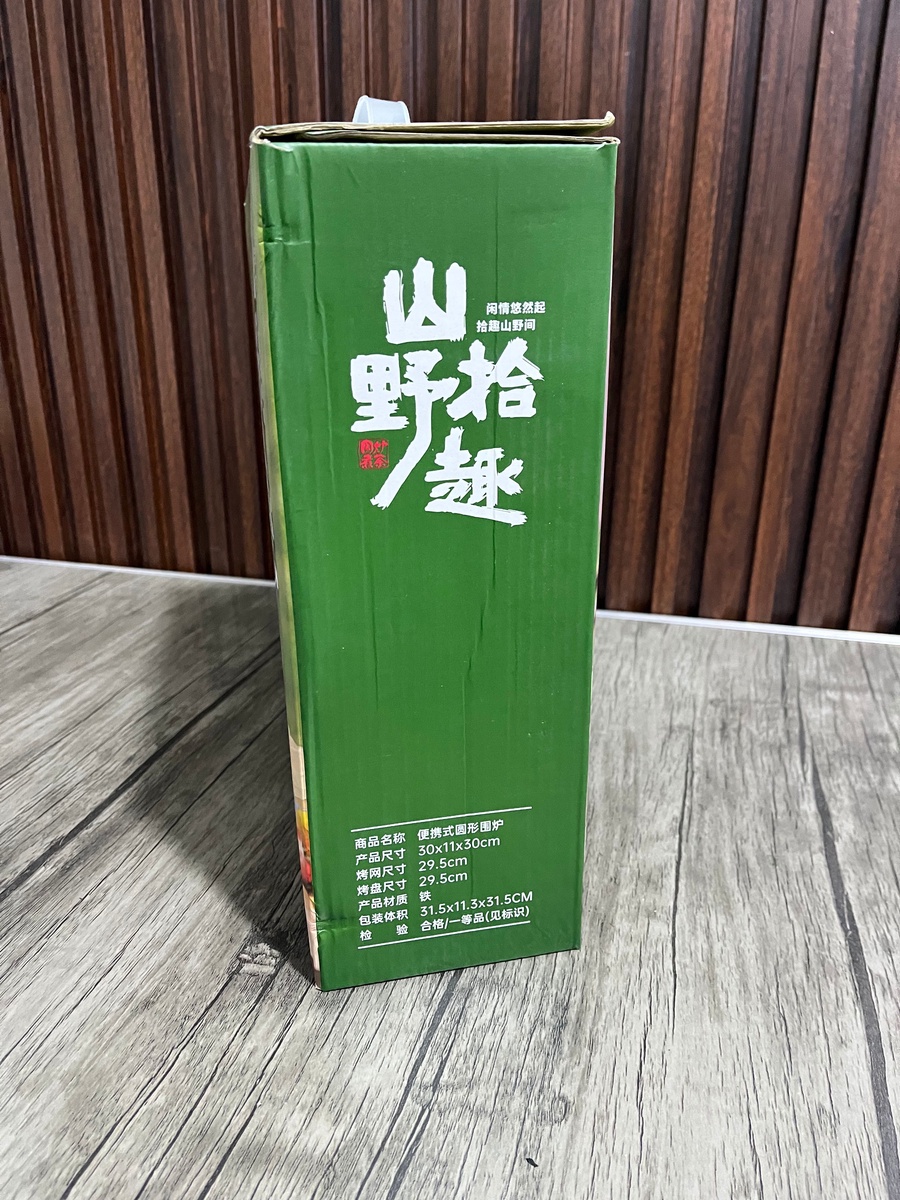 山
野拾
趣
闲情悠然起
拾趣山野间
围炉
煮茶
商品名称 便携式圆形围炉
产品尺寸 30x11x30cm
烤网尺寸 29.5cm
烤盘尺寸 29.5cm
产品材质 铁
包装体积 31.5x11.3x31.5CM
检 验 合格/一等品(见标识)